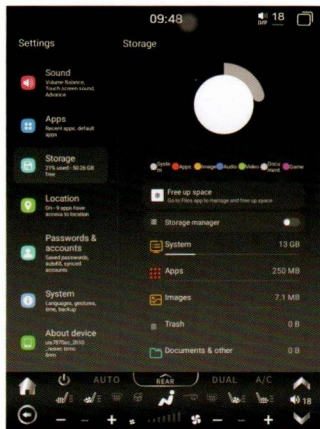 09:48
18
Settings
Storage
Sound
Volume Balance,
Touch screen sound,
Advance
Apps
Recent apps, default
apps
Storage
21% used - 50.26 GB
free
Location
On - 9 apps have
access to location
Passwords &
accounts
Saved passwords,
autofill, synced
accounts
System
Languages, gestures,
time, backup
About device
Syste
m
Apps
Image
Audio
Video
Docu
ment
Game
Free up space
Go to Files app to manage and free up space
Storage manager
System
13 GB
Apps
250 MB
Images
7.1 MB
Trash
0 B
Documents & other
0 B
AUTO
REAR
DUAL
A/C
18